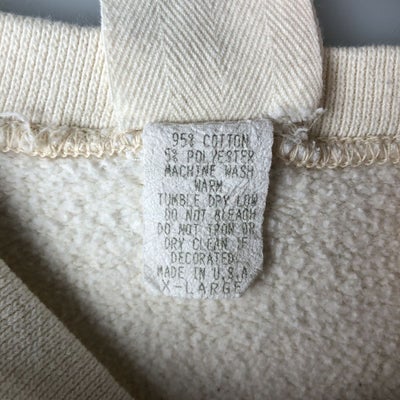 95% COTTON
5% POLYESTER
MACHINE WASH
WARM
TUMBLE DRY LOW
DO NOT BLEACH
DO NOT IRON OR
DRY CLEAN IF
DECORATED.
MADE IN U.S.A.
X-LARGE